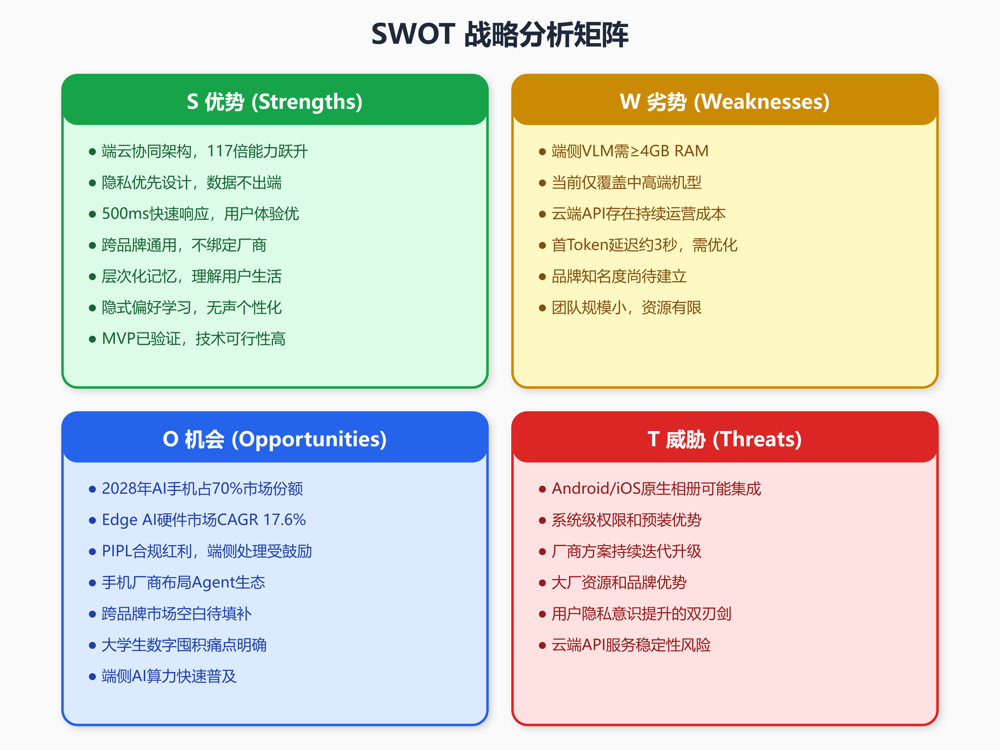 SWOT 战略分析矩阵
S 优势 (Strengths)
● 端云协同架构，117倍能力跃升
● 隐私优先设计，数据不出端
● 500ms快速响应，用户体验优
● 跨品牌通用，不绑定厂商
● 层次化记忆，理解用户生活
● 隐式偏好学习，无声个性化
● MVP已验证，技术可行性高
W 劣势 (Weaknesses)
● 端侧VLM需≥4GB RAM
● 当前仅覆盖中高端机型
● 云端API存在持续运营成本
● 首Token延迟约3秒，需优化
● 品牌知名度尚待建立
● 团队规模小，资源有限
O 机会 (Opportunities)
● 2028年AI手机占70%市场份额
● Edge AI硬件市场CAGR 17.6%
● PIPL合规红利，端侧处理受鼓励
● 手机厂商布局Agent生态
● 跨品牌市场空白待填补
● 大学生数字囤积痛点明确
● 端侧AI算力快速普及
T 威胁 (Threats)
● Android/iOS原生相册可能集成
● 系统级权限和预装优势
● 厂商方案持续迭代升级
● 大厂资源和品牌优势
● 用户隐私意识提升的双刃剑
● 云端API服务稳定性风险